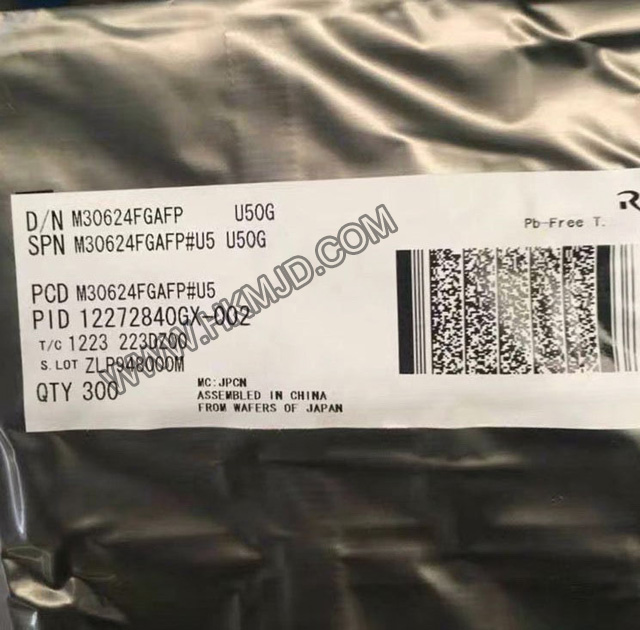 D/N M30624FGAFP U50G
SPN M30624FGAFP#U5 U50G
Pb-Free T.
PCD M30624FGAFP#U5
PID 12272840GX-002
T/C 1223 223DZ00
S.LOT ZLP948000M
QTY 300
MC:JPCN
ASSEMBLED IN CHINA
FROM WAFERS OF JAPAN
WWW.HKMJD.COM